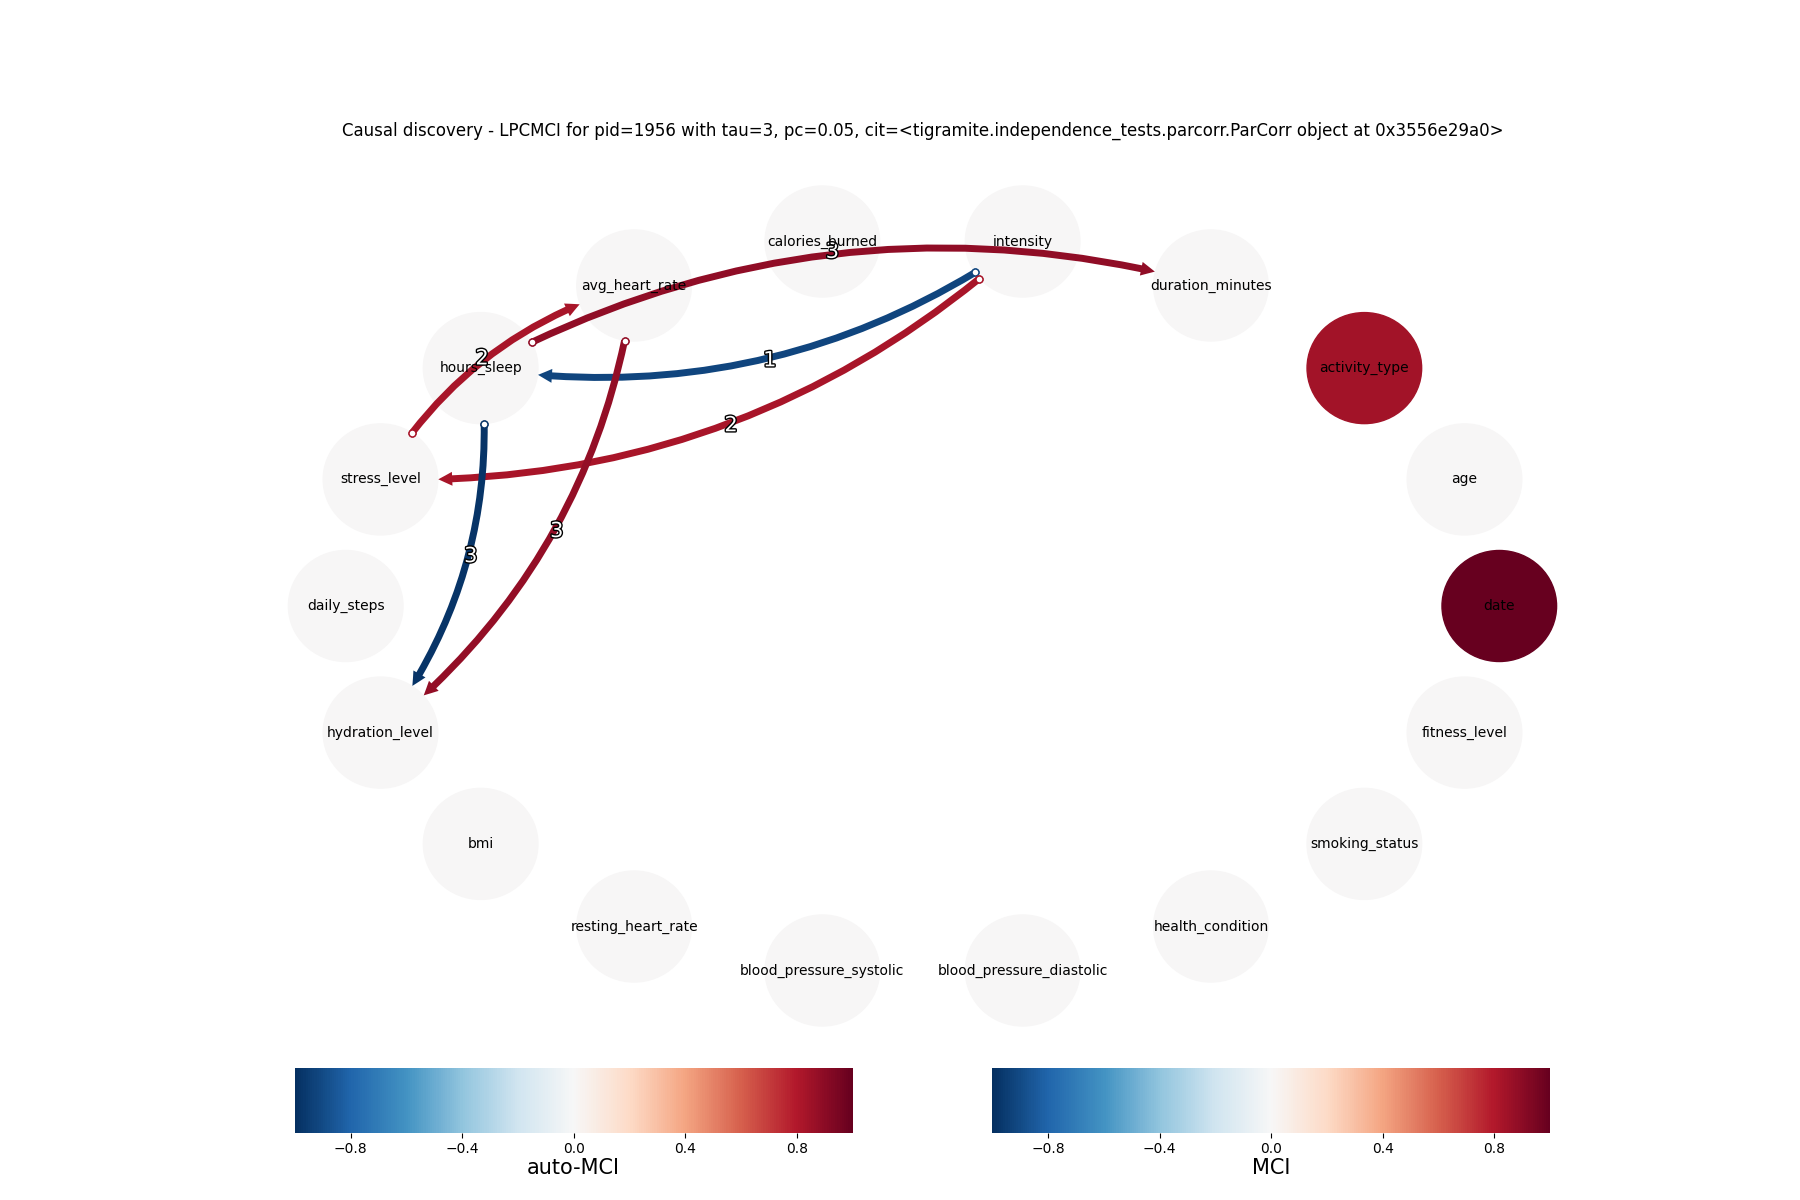 Causal discovery - LPCMCI for pid=1956 with tau=3, pc=0.05, cit=<tigramite.independence_tests.parcorr.ParCorr object at 0x3556e29a0>
calories_burned
intensity
3
avg_heart_rate
duration_minutes
2
1
hours_sleep
activity_type
2
stress_level
age
3
3
daily_steps
date
hydration_level
fitness_level
bmi
smoking_status
resting_heart_rate
health_condition
blood_pressure_systolic
blood_pressure_diastolic
−0.8 −0.4 0.0 0.4 0.8
auto-MCI
−0.8 −0.4 0.0 0.4 0.8
MCI